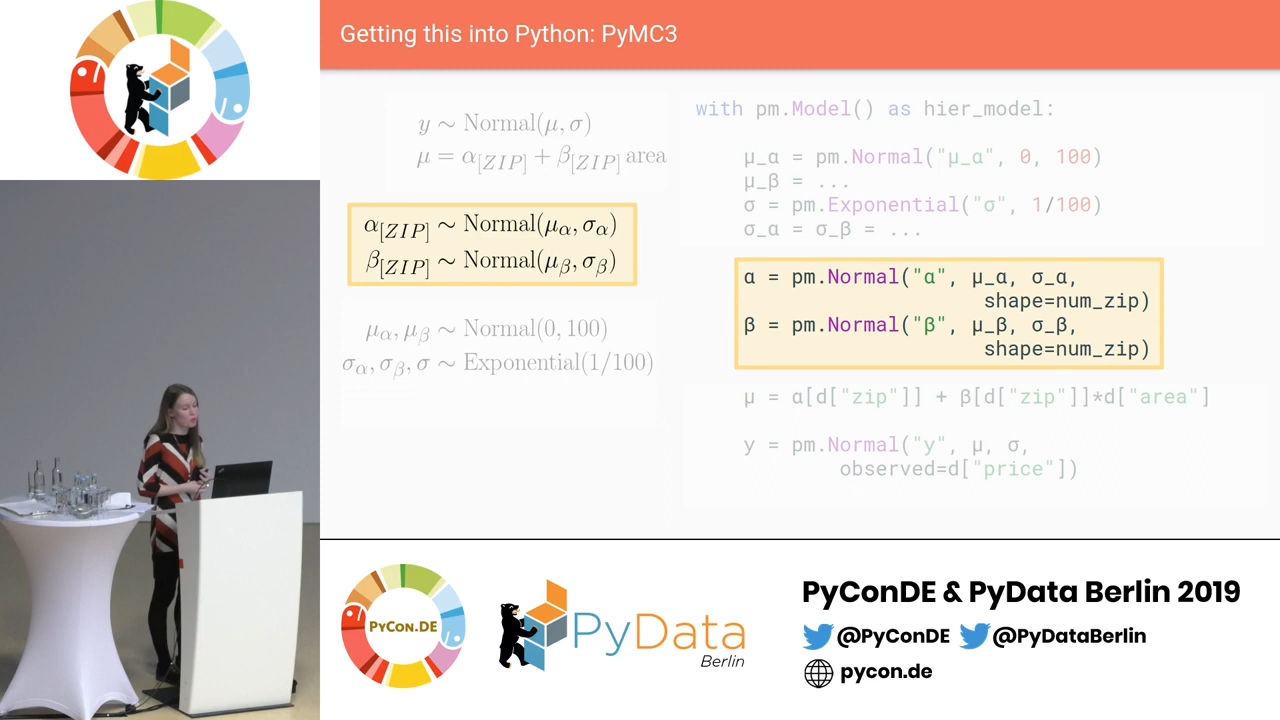 Getting this into Python: PyMC3
y ∼ Normal(μ, σ)
μ = α[ZIP] + β[ZIP] area
α[ZIP] ∼ Normal(μα, σα)
β[ZIP] ∼ Normal(μβ, σβ)
μα, μβ ∼ Normal(0, 100)
σα, σβ, σ ∼ Exponential(1/100)
with pm.Model() as hier_model:
μ_α = pm.Normal("μ_α", 0, 100)
μ_β = ...
σ = pm.Exponential("σ", 1/100)
σ_α = σ_β = ...
α = pm.Normal("α", μ_α, σ_α,
shape=num_zip)
β = pm.Normal("β", μ_β, σ_β,
shape=num_zip)
μ = α[d["zip"]] + β[d["zip"]]*d["area"]
y = pm.Normal("y", μ, σ,
observed=d["price"])
PYCON.DE
PyData
Berlin
PyConDE & PyData Berlin 2019
@PyConDE @PyDataBerlin
pycon.de